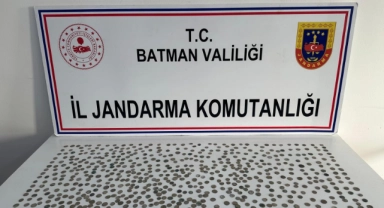 T.C.
BATMAN VALİLİĞİ
İL JANDARMA KOMUTANLIĞI